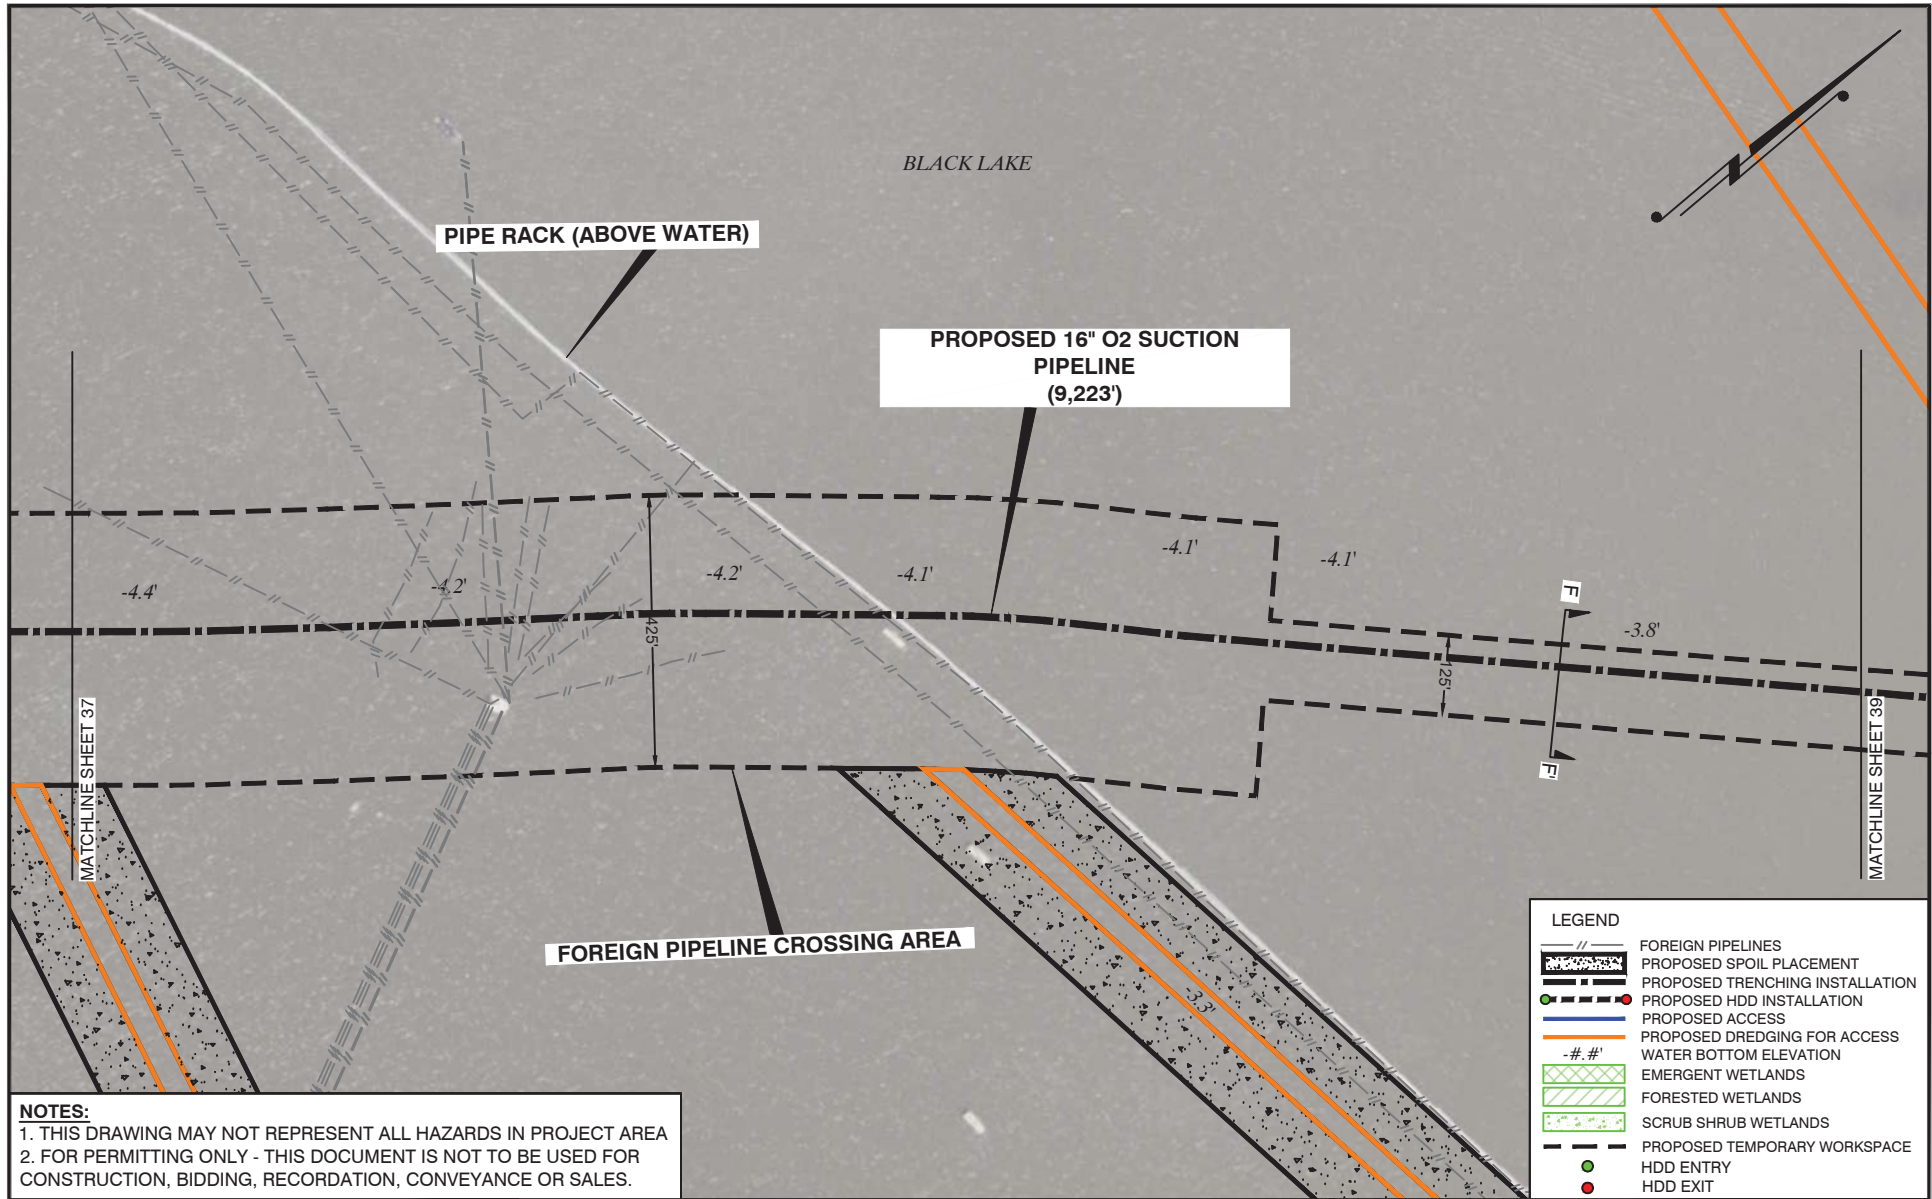 BLACK LAKE
PIPE RACK (ABOVE WATER)
PROPOSED 16" O2 SUCTION
PIPELINE
(9,223')
-4.4'
-4.2'
-4.2'
-4.1'
-4.1'
-4.1'
-3.8'
425'
125'
F
F'
MATCHLINE SHEET 37
MATCHLINE SHEET 39
FOREIGN PIPELINE CROSSING AREA
-3.3'
LEGEND
FOREIGN PIPELINES
PROPOSED SPOIL PLACEMENT
PROPOSED TRENCHING INSTALLATION
PROPOSED HDD INSTALLATION
PROPOSED ACCESS
PROPOSED DREDGING FOR ACCESS
-#.#' WATER BOTTOM ELEVATION
EMERGENT WETLANDS
FORESTED WETLANDS
SCRUB SHRUB WETLANDS
PROPOSED TEMPORARY WORKSPACE
HDD ENTRY
HDD EXIT
NOTES:
1. THIS DRAWING MAY NOT REPRESENT ALL HAZARDS IN PROJECT AREA
2. FOR PERMITTING ONLY - THIS DOCUMENT IS NOT TO BE USED FOR
CONSTRUCTION, BIDDING, RECORDATION, CONVEYANCE OR SALES.